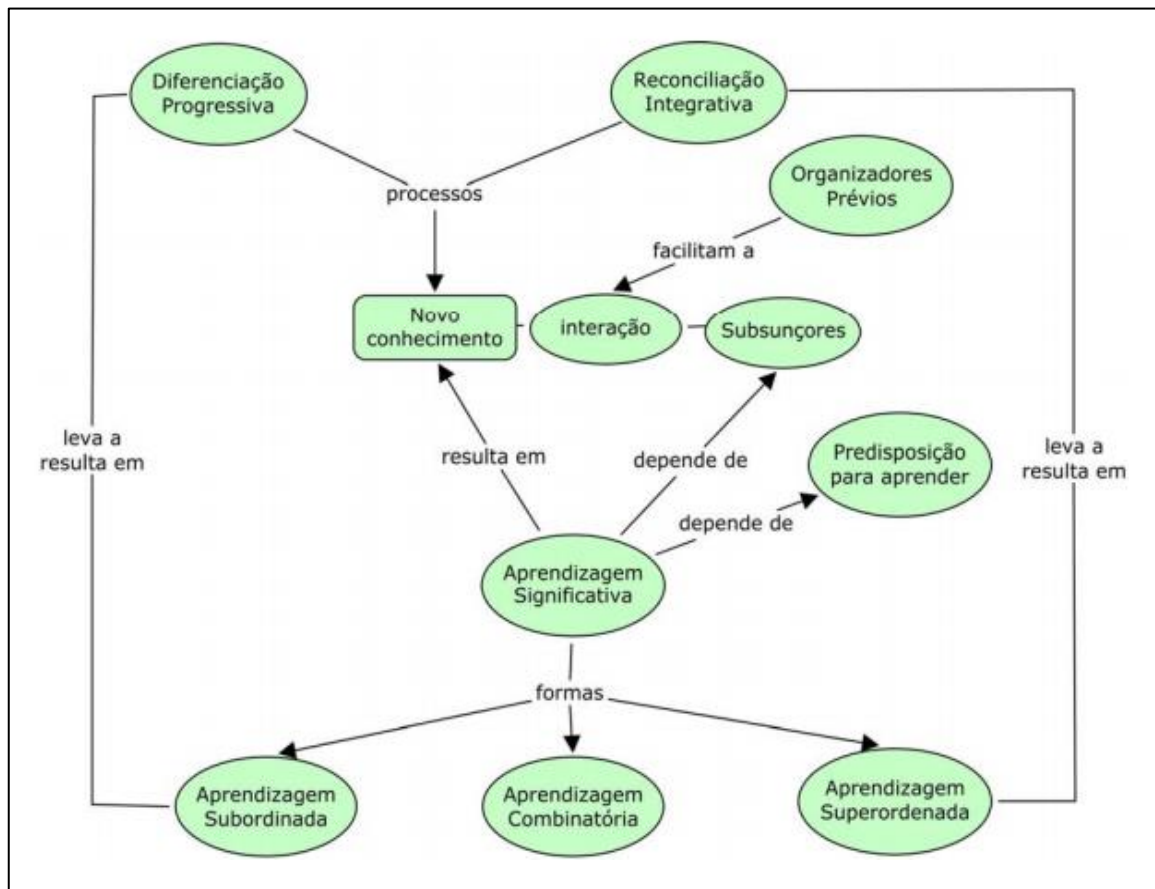 Diferenciação
Progressiva
Reconciliação
Integrativa
Organizadores
Prévios
processos
facilitam a
Novo
conhecimento
interação
Subsunçores
leva a
resulta em
resulta em
depende de
Predisposição
para aprender
leva a
resulta em
depende de
Aprendizagem
Significativa
formas
Aprendizagem
Subordinada
Aprendizagem
Combinatória
Aprendizagem
Superordenada